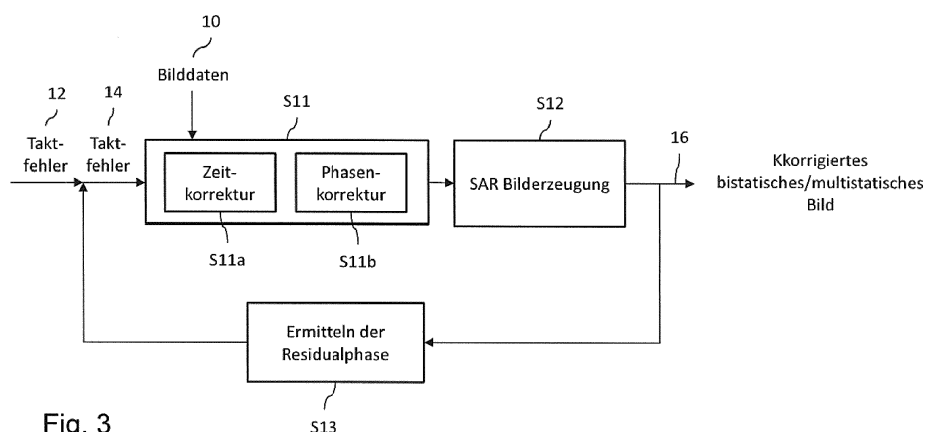 10
Bilddaten
12
14
S11
S12
16
Takt-
fehler
Takt-
fehler
Zeit-
korrektur
Phasen-
korrektur
SAR Bilderzeugung
Kkorrigiertes
bistatisches/multistatisches
Bild
S11a
S11b
Ermitteln der
Residualphase
S13
Fig. 3